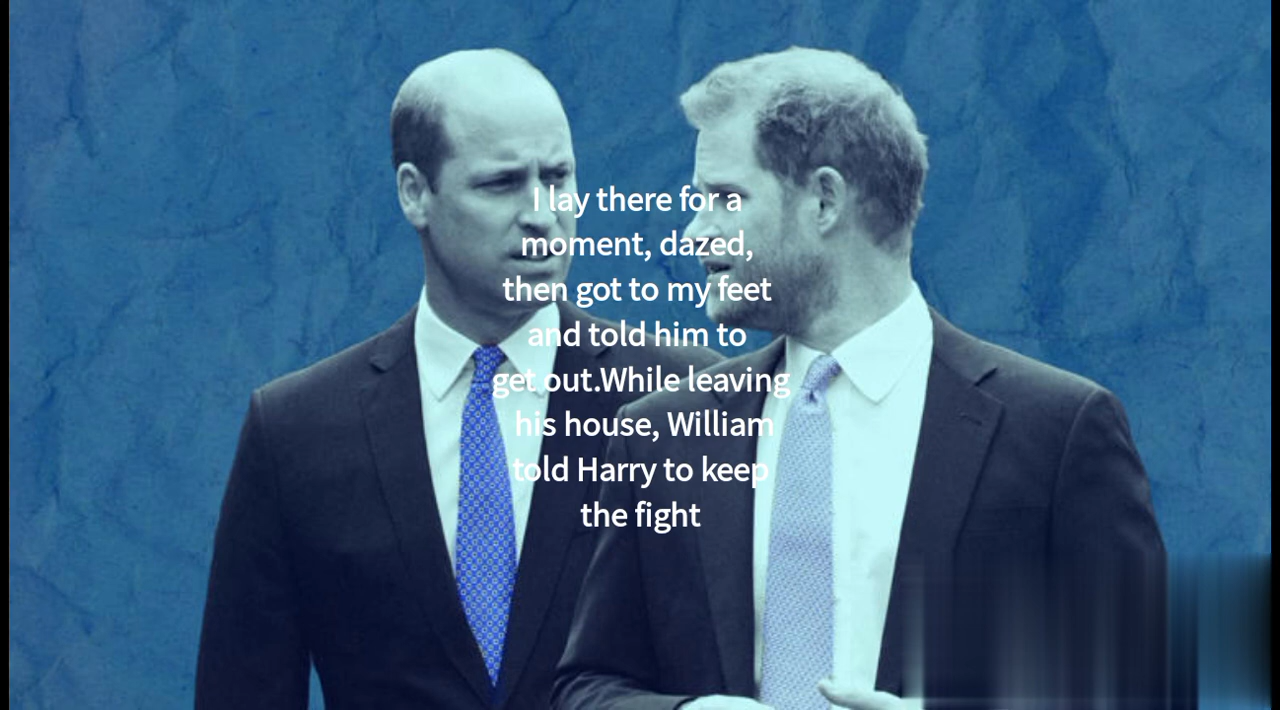 I lay there for a
moment, dazed,
then got to my feet
and told him to
get out.While leaving
his house, William
told Harry to keep
the fight